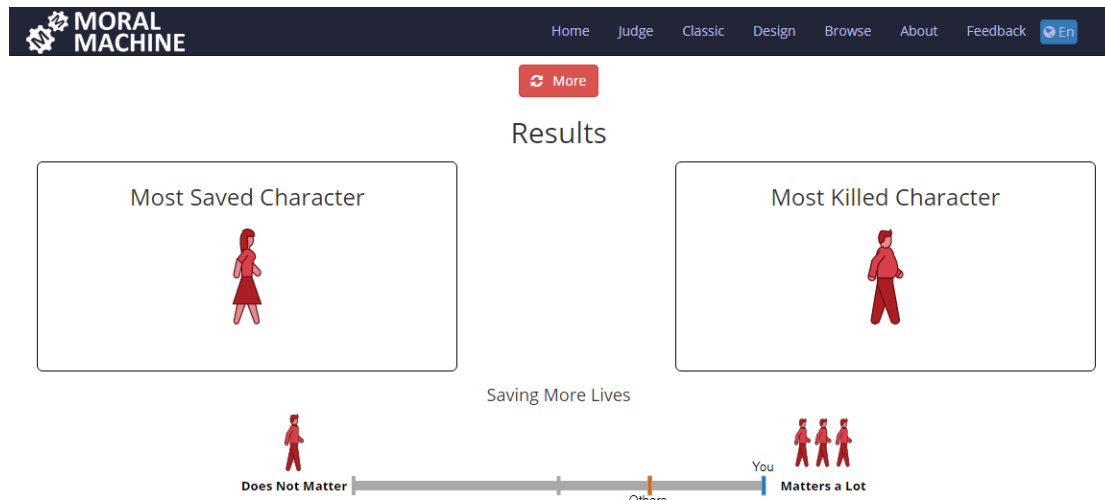 MORAL
MACHINE
Home Judge Classic Design Browse About Feedback En
More
Results
Most Saved Character
Most Killed Character
Saving More Lives
You
Does Not Matter
Matters a Lot
Others